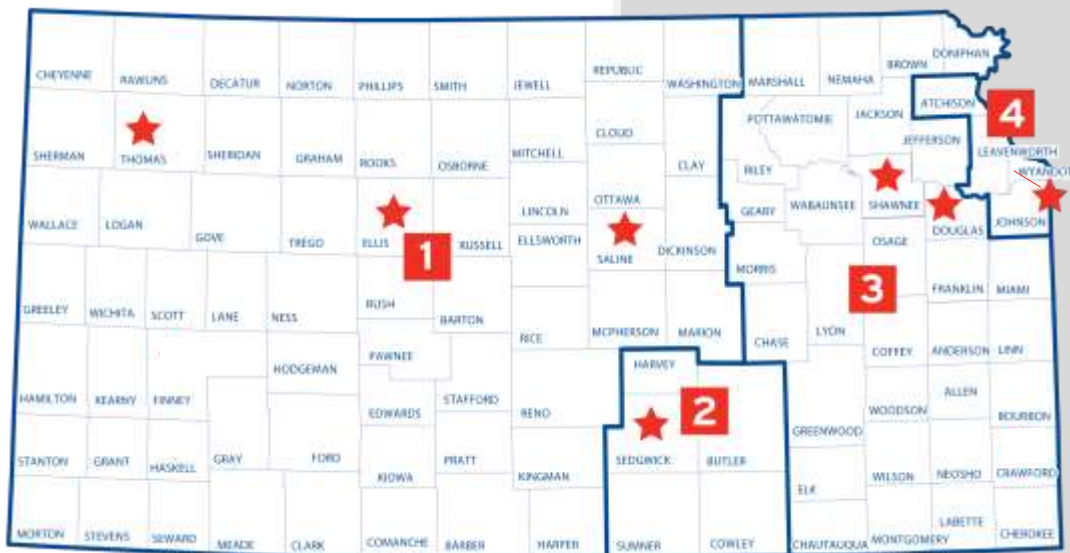 CHEYENNE RAWLINS DECATUR NORTON PHILLIPS SMITH JEWELL REPUBLIC WASHINGTON MARSHALL NEMAHA BROWN DONIPHAN
ATCHISON
4
SHERMAN THOMAS SHERIDAN GRAHAM ROOKS OSBORNE MITCHELL CLOUD CLAY POTTAWATOMIE JACKSON JEFFERSON LEAVENWORTH
RILEY WYANDOT
WALLACE LOGAN GOVE TREGO ELLIS RUSSELL LINCOLN OTTAWA GEARY WABAUNSEE SHAWNEE DOUGLAS JOHNSON
1
ELLSWORTH SALINE DICKINSON MORRIS OSAGE
3
GREELEY WICHITA SCOTT LANE NESS RUSH BARTON RICE MCPHERSON MARION CHASE LYON FRANKLIN MIAMI
HODGEMAN PAWNEE HARVEY COFFEY ANDERSON LINN
2
HAMILTON KEARNY FINNEY EDWARDS STAFFORD RENO GREENWOOD WOODSON ALLEN BOURBON
STANTON GRANT HASKELL GRAY FORD KIOWA PRATT KINGMAN SEDGWICK BUTLER ELK WILSON NEOSHO CRAWFORD
MORTON STEVENS SEWARD MEADE CLARK COMANCHE BARBER HARPER SUMNER COWLEY CHAUTAUQUA MONTGOMERY LABETTE CHEROKEE